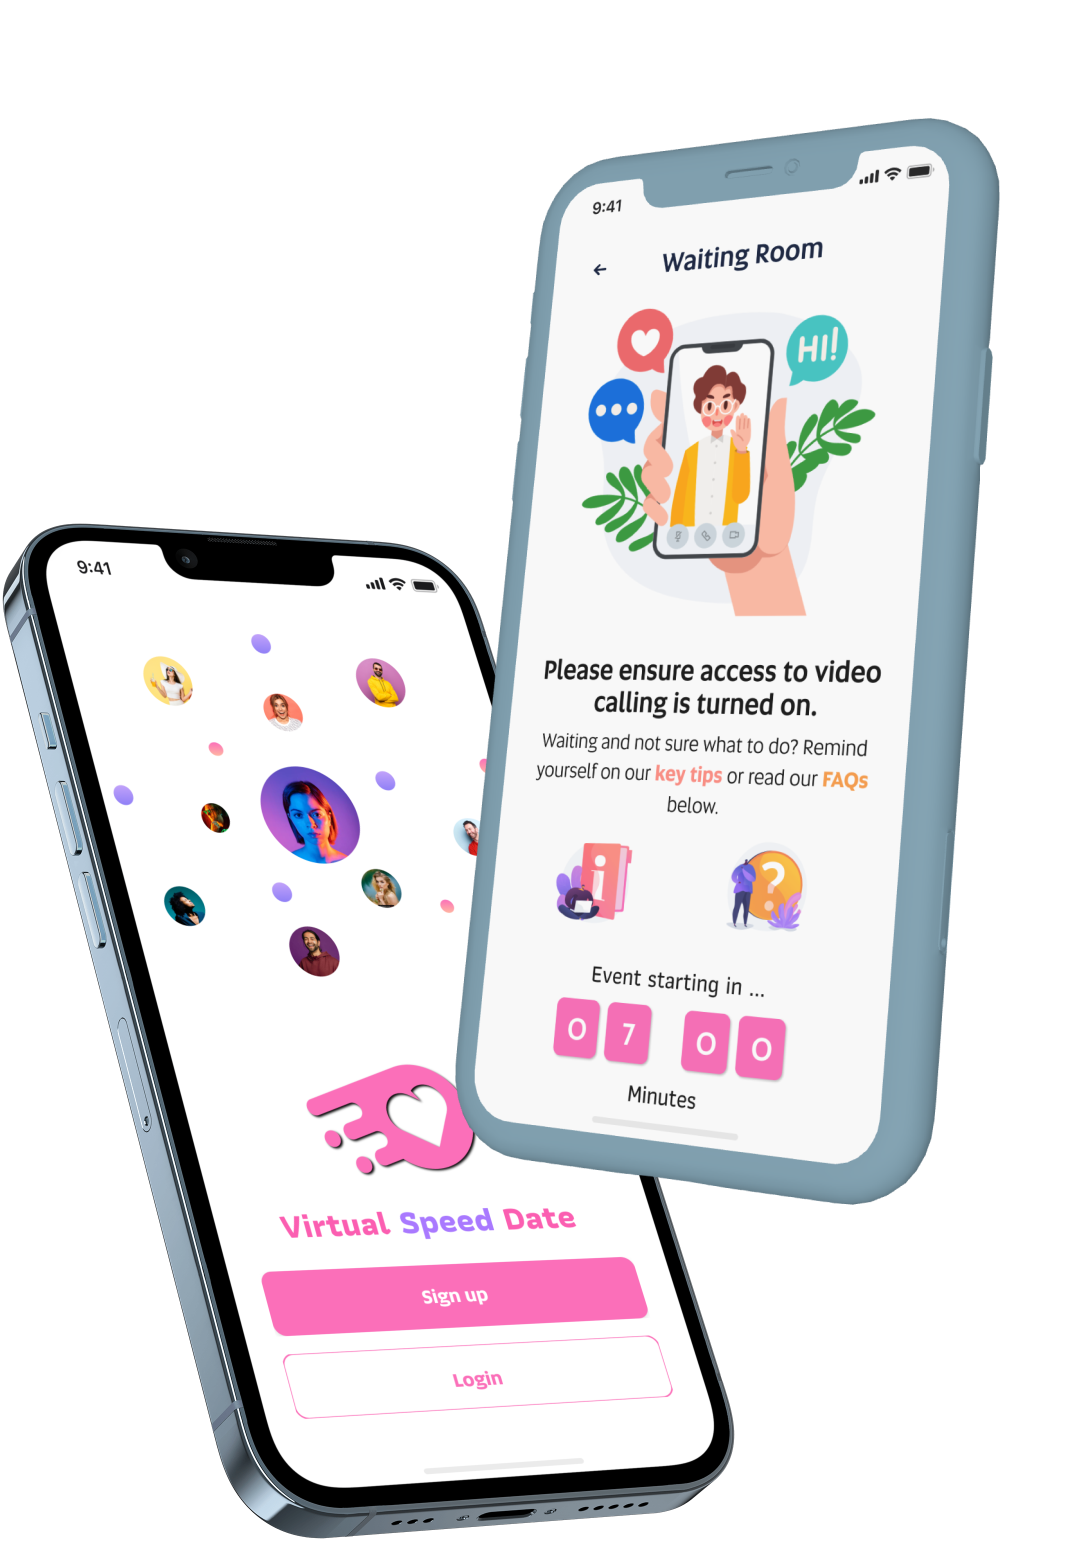 9:41
Waiting Room
HI!
Please ensure access to video
calling is turned on.
Waiting and not sure what to do? Remind
yourself on our key tips or read our FAQs
below.
i
?
Event starting in ...
0 7 0 0
Minutes
9:41
Virtual Speed Date
Sign up
Login